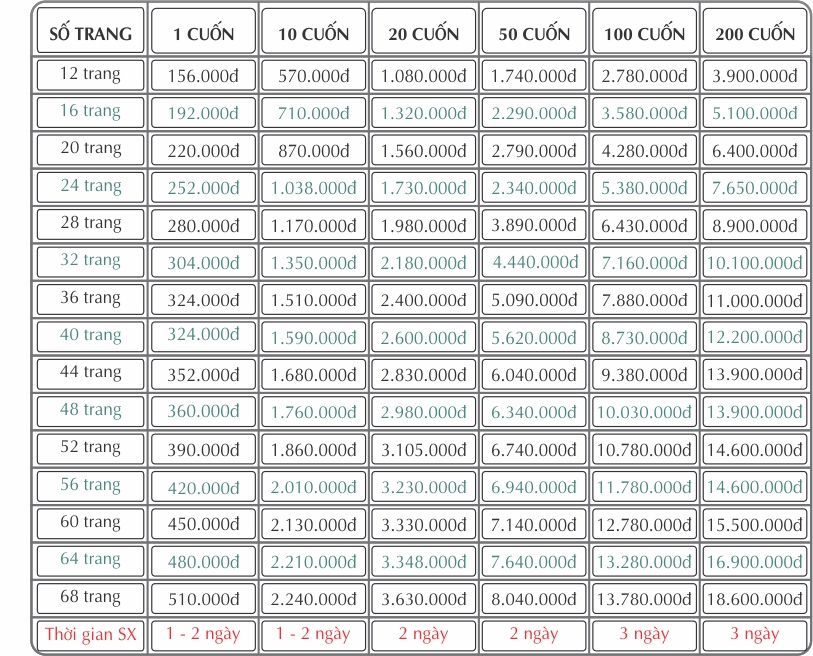 SỐ TRANG 1 CUỐN 10 CUỐN 20 CUỐN 50 CUỐN 100 CUỐN 200 CUỐN
12 trang 156.000đ 570.000đ 1.080.000đ 1.740.000đ 2.780.000đ 3.900.000đ
16 trang 192.000đ 710.000đ 1.320.000đ 2.290.000đ 3.580.000đ 5.100.000đ
20 trang 220.000đ 870.000đ 1.560.000đ 2.790.000đ 4.280.000đ 6.400.000đ
24 trang 252.000đ 1.038.000đ 1.730.000đ 2.340.000đ 5.380.000đ 7.650.000đ
28 trang 280.000đ 1.170.000đ 1.980.000đ 3.890.000đ 6.430.000đ 8.900.000đ
32 trang 304.000đ 1.350.000đ 2.180.000đ 4.440.000đ 7.160.000đ 10.100.000đ
36 trang 324.000đ 1.510.000đ 2.400.000đ 5.090.000đ 7.880.000đ 11.000.000đ
40 trang 324.000đ 1.590.000đ 2.600.000đ 5.620.000đ 8.730.000đ 12.200.000đ
44 trang 352.000đ 1.680.000đ 2.830.000đ 6.040.000đ 9.380.000đ 13.900.000đ
48 trang 360.000đ 1.760.000đ 2.980.000đ 6.340.000đ 10.030.000đ 13.900.000đ
52 trang 390.000đ 1.860.000đ 3.105.000đ 6.740.000đ 10.780.000đ 14.600.000đ
56 trang 420.000đ 2.010.000đ 3.230.000đ 6.940.000đ 11.780.000đ 14.600.000đ
60 trang 450.000đ 2.130.000đ 3.330.000đ 7.140.000đ 12.780.000đ 15.500.000đ
64 trang 480.000đ 2.210.000đ 3.348.000đ 7.640.000đ 13.280.000đ 16.900.000đ
68 trang 510.000đ 2.240.000đ 3.630.000đ 8.040.000đ 13.780.000đ 18.600.000đ
Thời gian SX 1 - 2 ngày 1 - 2 ngày 2 ngày 2 ngày 3 ngày 3 ngày